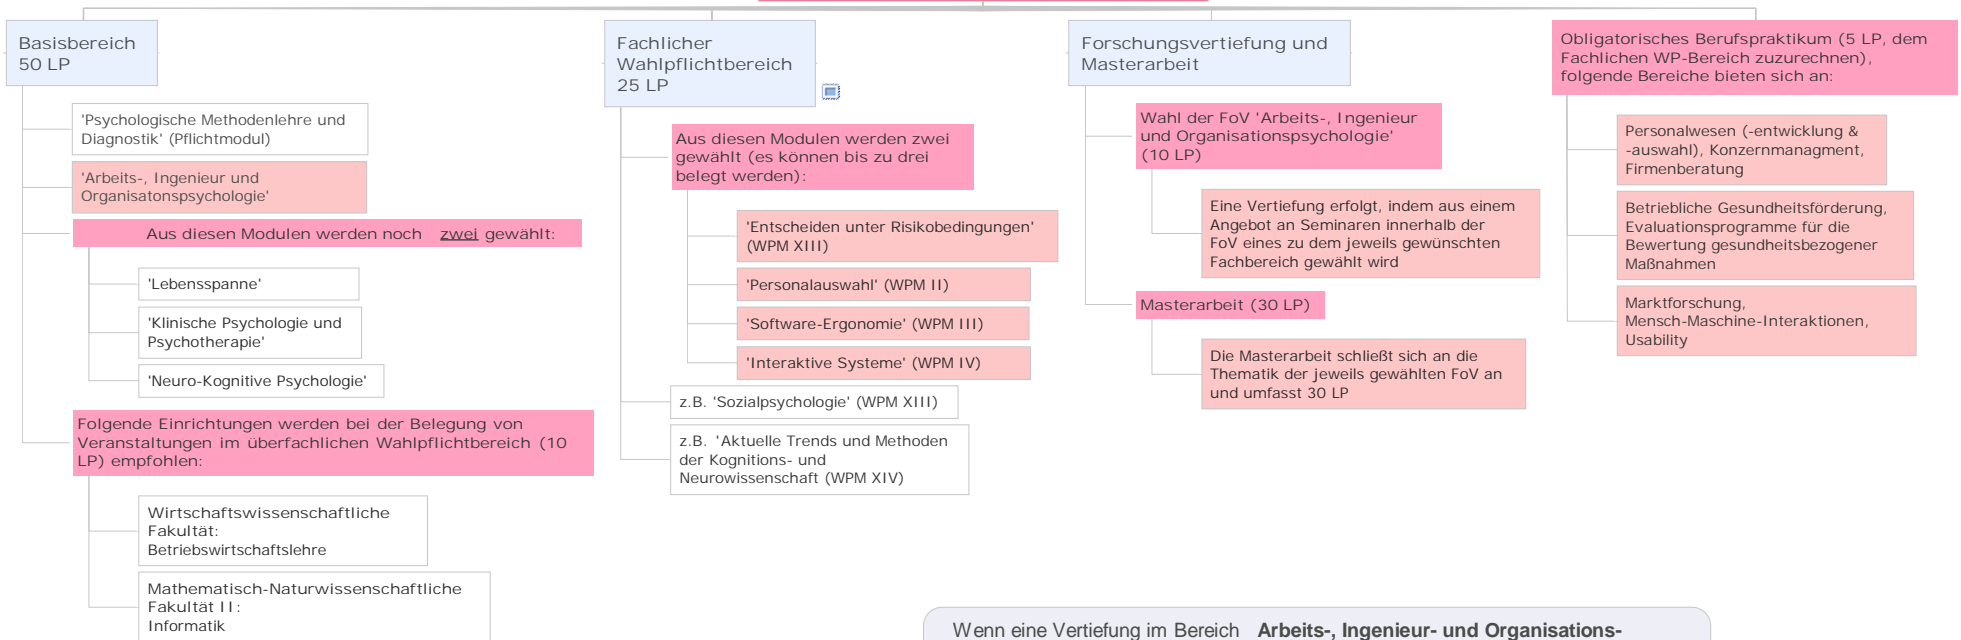 Basisbereich
50 LP
'Psychologische Methodenlehre und
Diagnostik' (Pflichtmodul)
'Arbeits-, Ingenieur und
Organisatonspsychologie'
Aus diesen Modulen werden noch zwei gewählt:
'Lebensspanne'
'Klinische Psychologie und
Psychotherapie'
'Neuro-Kognitive Psychologie'
Folgende Einrichtungen werden bei der Belegung von
Veranstaltungen im überfachlichen Wahlpflichtbereich (10
LP) empfohlen:
Wirtschaftswissenschaftliche
Fakultät:
Betriebswirtschaftslehre
Mathematisch-Naturwissenschaftliche
Fakultät II:
Informatik
Fachlicher
Wahlpflichtbereich
25 LP
Aus diesen Modulen werden zwei
gewählt (es können bis zu drei
belegt werden):
'Entscheiden unter Risikobedingungen'
(WPM XIII)
'Personalauswahl' (WPM II)
'Software-Ergonomie' (WPM III)
'Interaktive Systeme' (WPM IV)
z.B. 'Sozialpsychologie' (WPM XIII)
z.B. 'Aktuelle Trends und Methoden
der Kognitions- und
Neurowissenschaft (WPM XIV)
Forschungsvertiefung und
Masterarbeit
Wahl der FoV 'Arbeits-, Ingenieur
und Organisationspsychologie'
(10 LP)
Eine Vertiefung erfolgt, indem aus einem
Angebot an Seminaren innerhalb der
FoV eines zu dem jeweils gewünschten
Fachbereich gewählt wird
Masterarbeit (30 LP)
Die Masterarbeit schließt sich an die
Thematik der jeweils gewählten FoV an
und umfasst 30 LP
Obligatorisches Berufspraktikum (5 LP, dem
Fachlichen WP-Bereich zuzurechnen),
folgende Bereiche bieten sich an:
Personalwesen (-entwicklung &
-auswahl), Konzernmanagment,
Firmenberatung
Betriebliche Gesundheitsförderung,
Evaluationsprogramme für die
Bewertung gesundheitsbezogener
Maßnahmen
Marktforschung,
Mensch-Maschine-Interaktionen,
Usability
Wenn eine Vertiefung im Bereich Arbeits-, Ingenieur- und Organisations-